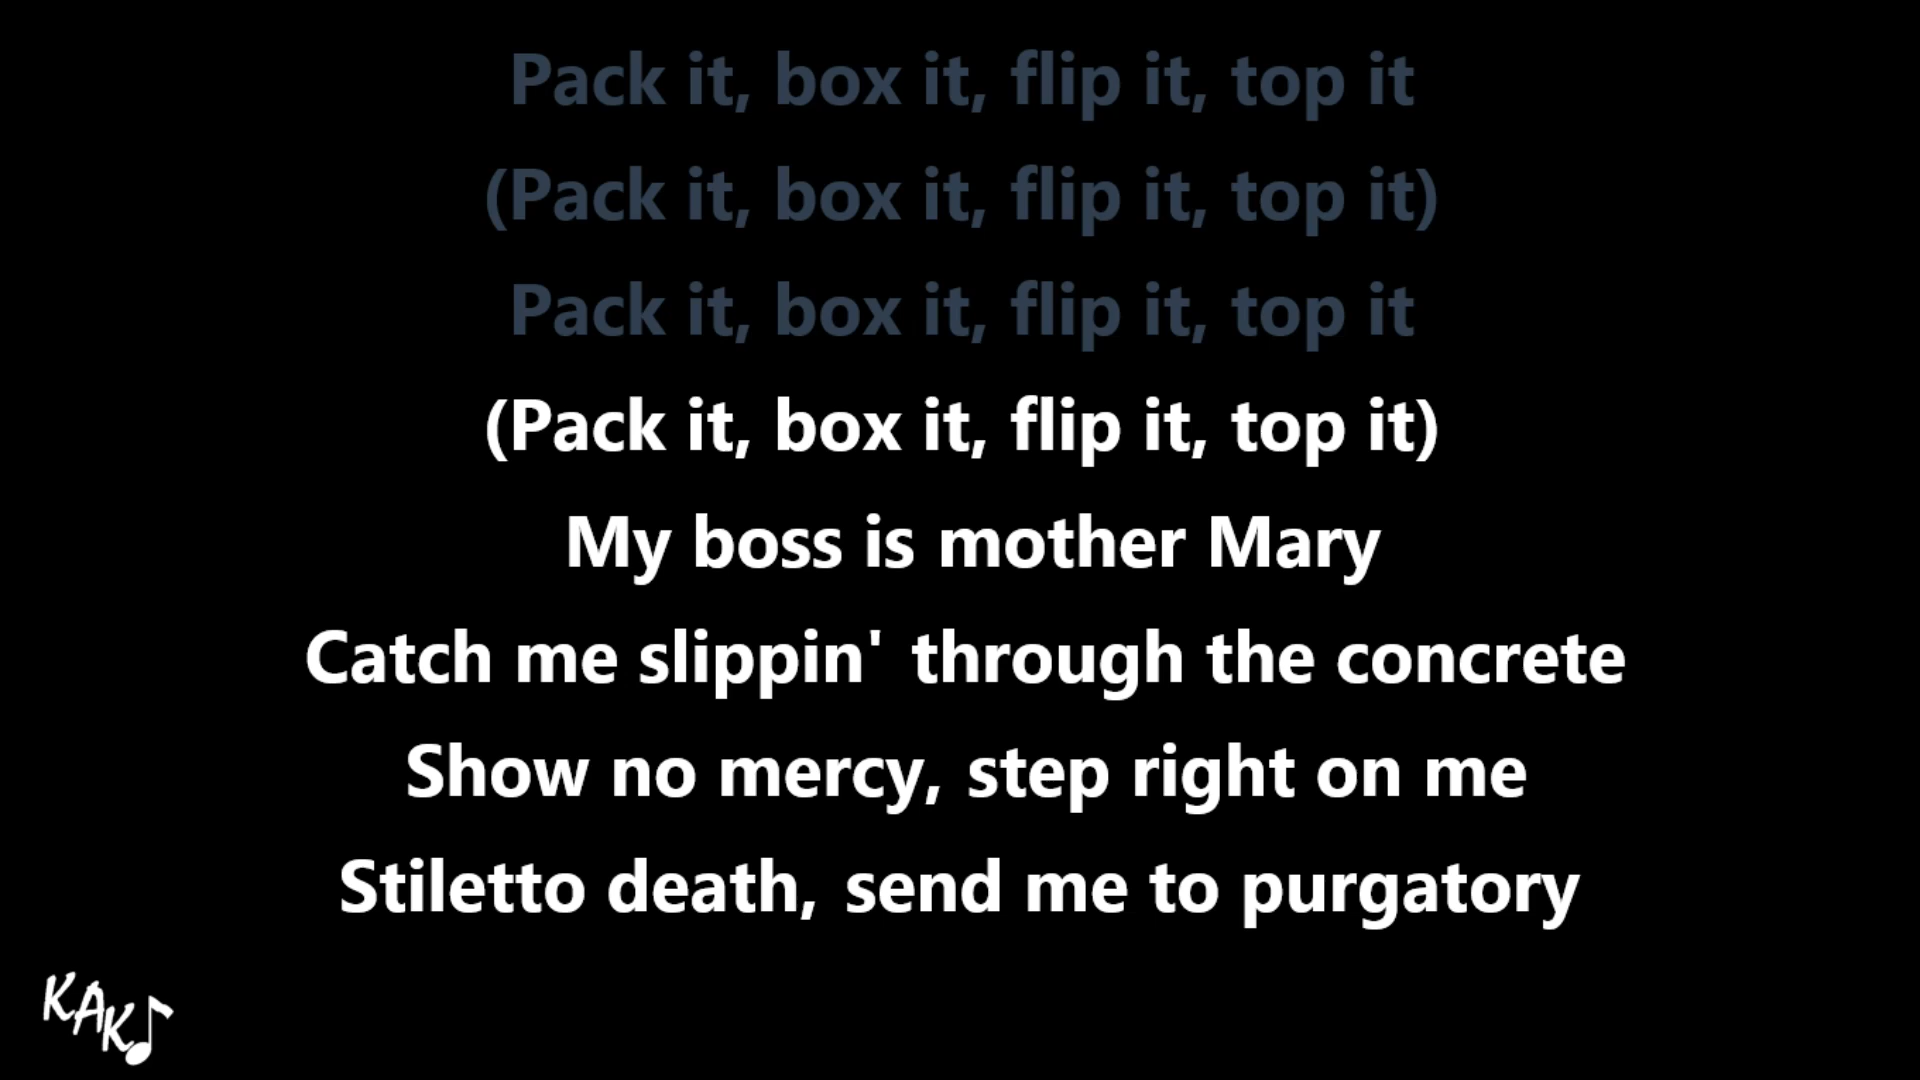 Pack it, box it, flip it, top it
(Pack it, box it, flip it, top it)
Pack it, box it, flip it, top it
(Pack it, box it, flip it, top it)
My boss is mother Mary
Catch me slippin' through the concrete
Show no mercy, step right on me
Stiletto death, send me to purgatory
KAK